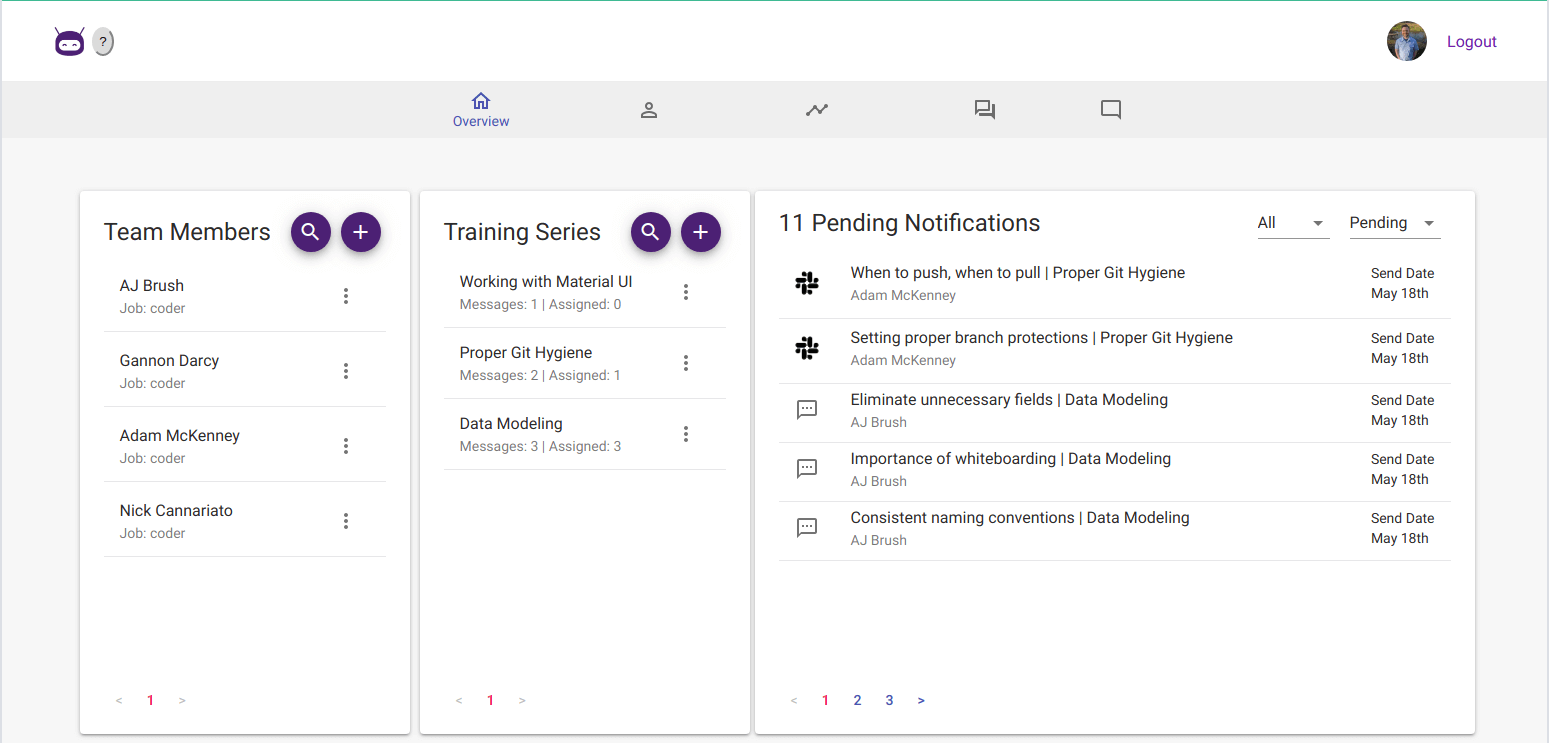 ?
Logout
Overview
Team Members
AJ Brush
Job: coder
Gannon Darcy
Job: coder
Adam McKenney
Job: coder
Nick Cannariato
Job: coder
< 1 >
Training Series
Working with Material UI
Messages: 1 | Assigned: 0
Proper Git Hygiene
Messages: 2 | Assigned: 1
Data Modeling
Messages: 3 | Assigned: 3
< 1 >
11 Pending Notifications
All
Pending
When to push, when to pull | Proper Git Hygiene
Adam McKenney
Send Date
May 18th
Setting proper branch protections | Proper Git Hygiene
Adam McKenney
Send Date
May 18th
Eliminate unnecessary fields | Data Modeling
AJ Brush
Send Date
May 18th
Importance of whiteboarding | Data Modeling
AJ Brush
Send Date
May 18th
Consistent naming conventions | Data Modeling
AJ Brush
Send Date
May 18th
< 1 2 3 >